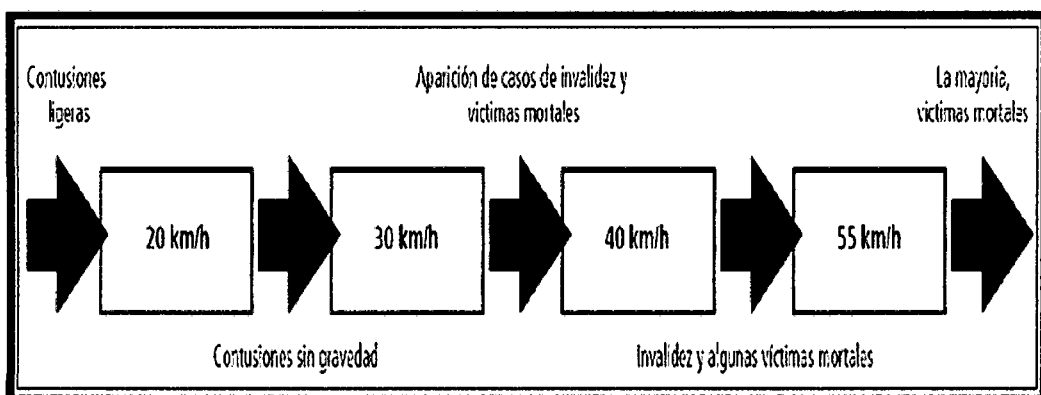 Contusiones
ligeras
Aparición de casos de invalidez y
víctimas mortales
La mayoría,
víctimas mortales
20 km/h
30 km/h
40 km/h
55 km/h
Contusiones sin gravedad
Invalidez y algunas víctimas mortales